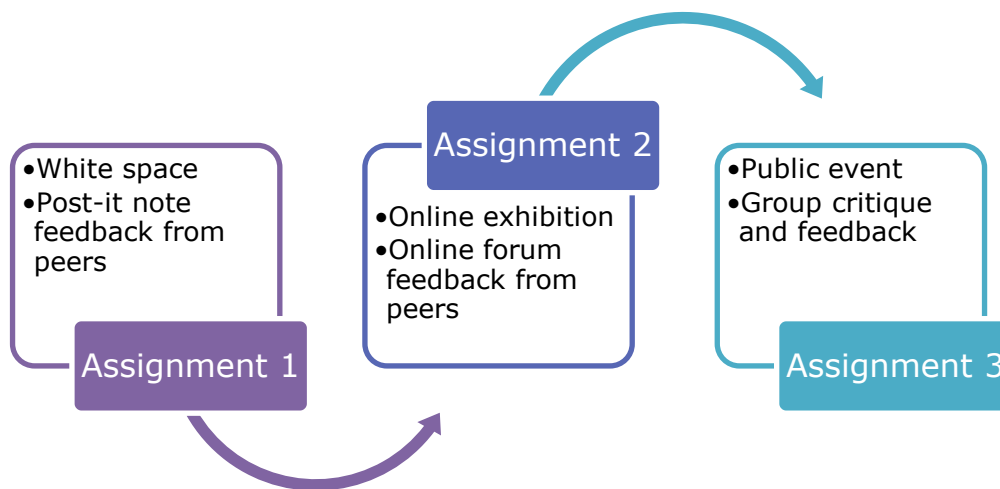 •White space
•Post-it note
feedback from
peers
Assignment 1
Assignment 2
•Online exhibition
•Online forum
feedback from
peers
•Public event
•Group critique
and feedback
Assignment 3